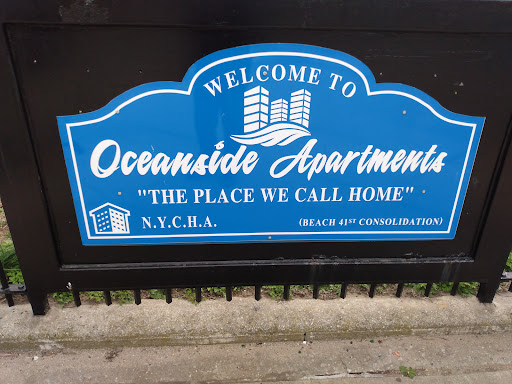 WELCOME TO
Oceanside Apartments
"THE PLACE WE CALL HOME"
N.Y.C.H.A. (BEACH 41ST CONSOLIDATION)